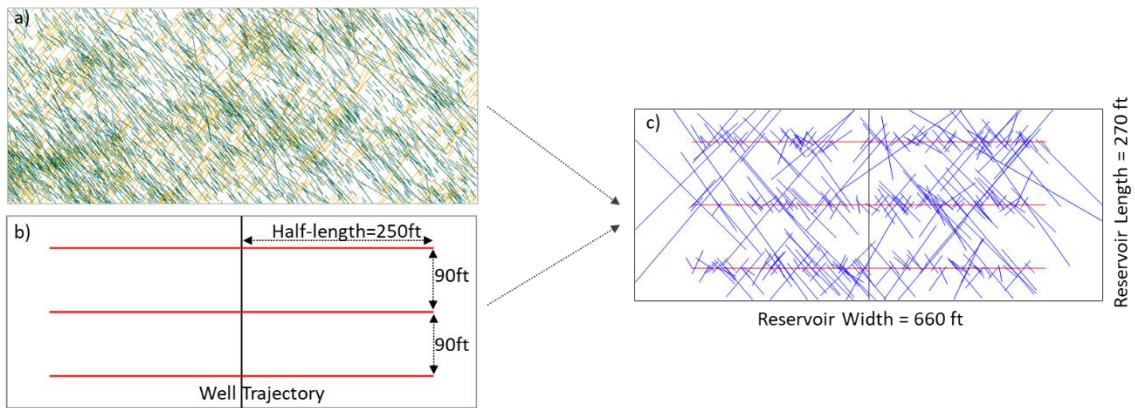 a)
b)
Half-length=250ft
90ft
90ft
Well Trajectory
c)
Reservoir Width = 660 ft
Reservoir Length = 270 ft